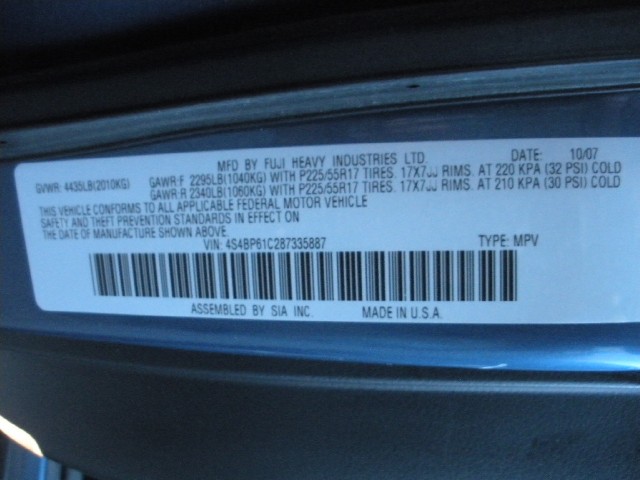 MFD BY FUJI HEAVY INDUSTRIES LTD. DATE: 10/07
GVWR: 4435LB(2010KG) GAWR:F 2295LB(1040KG) WITH P225/55R17 TIRES. 17X7JJ RIMS. AT 220 KPA (32 PSI) COLD
GAWR:R 2340LB(1060KG) WITH P225/55R17 TIRES. 17X7JJ RIMS. AT 210 KPA (30 PSI) COLD
THIS VEHICLE CONFORMS TO ALL APPLICABLE FEDERAL MOTOR VEHICLE
SAFETY AND THEFT PREVENTION STANDARDS IN EFFECT ON
THE DATE OF MANUFACTURE SHOWN ABOVE.
VIN: 4S4BP61C287335887 TYPE: MPV
ASSEMBLED BY SIA INC. MADE IN U.S.A.